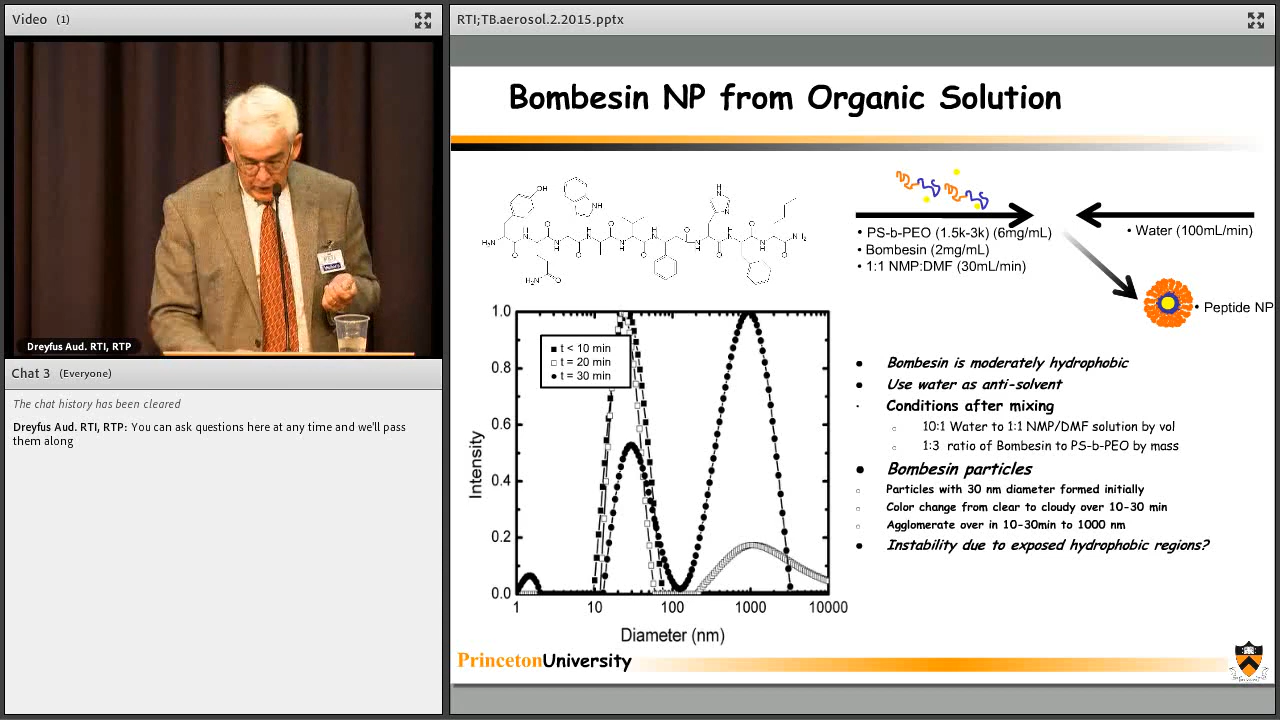 Video (1)
RTI;TB.aerosol.2.2015.pptx
Dreyfus Aud. RTI, RTP
Chat 3 (Everyone)
The chat history has been cleared
Dreyfus Aud. RTI, RTP: You can ask questions here at any time and we'll pass
them along
Bombesin NP from Organic Solution
• PS-b-PEO (1.5k-3k) (6mg/mL)
• Bombesin (2mg/mL)
• 1:1 NMP:DMF (30mL/min)
• Water (100mL/min)
• Peptide NP
OH
NH
H
N
N
H₂N
O
H₂N
O
N H₂
1.0
0.8
0.6
0.4
0.2
0.0
Intensity
t < 10 min
t = 20 min
t = 30 min
1 10 100 1000 10000
Diameter (nm)
• Bombesin is moderately hydrophobic
• Use water as anti-solvent
• Conditions after mixing
○ 10:1 Water to 1:1 NMP/DMF solution by vol
○ 1:3 ratio of Bombesin to PS-b-PEO by mass
• Bombesin particles
○ Particles with 30 nm diameter formed initially
○ Color change from clear to cloudy over 10-30 min
○ Agglomerate over in 10-30min to 1000 nm
• Instability due to exposed hydrophobic regions?
PrincetonUniversity